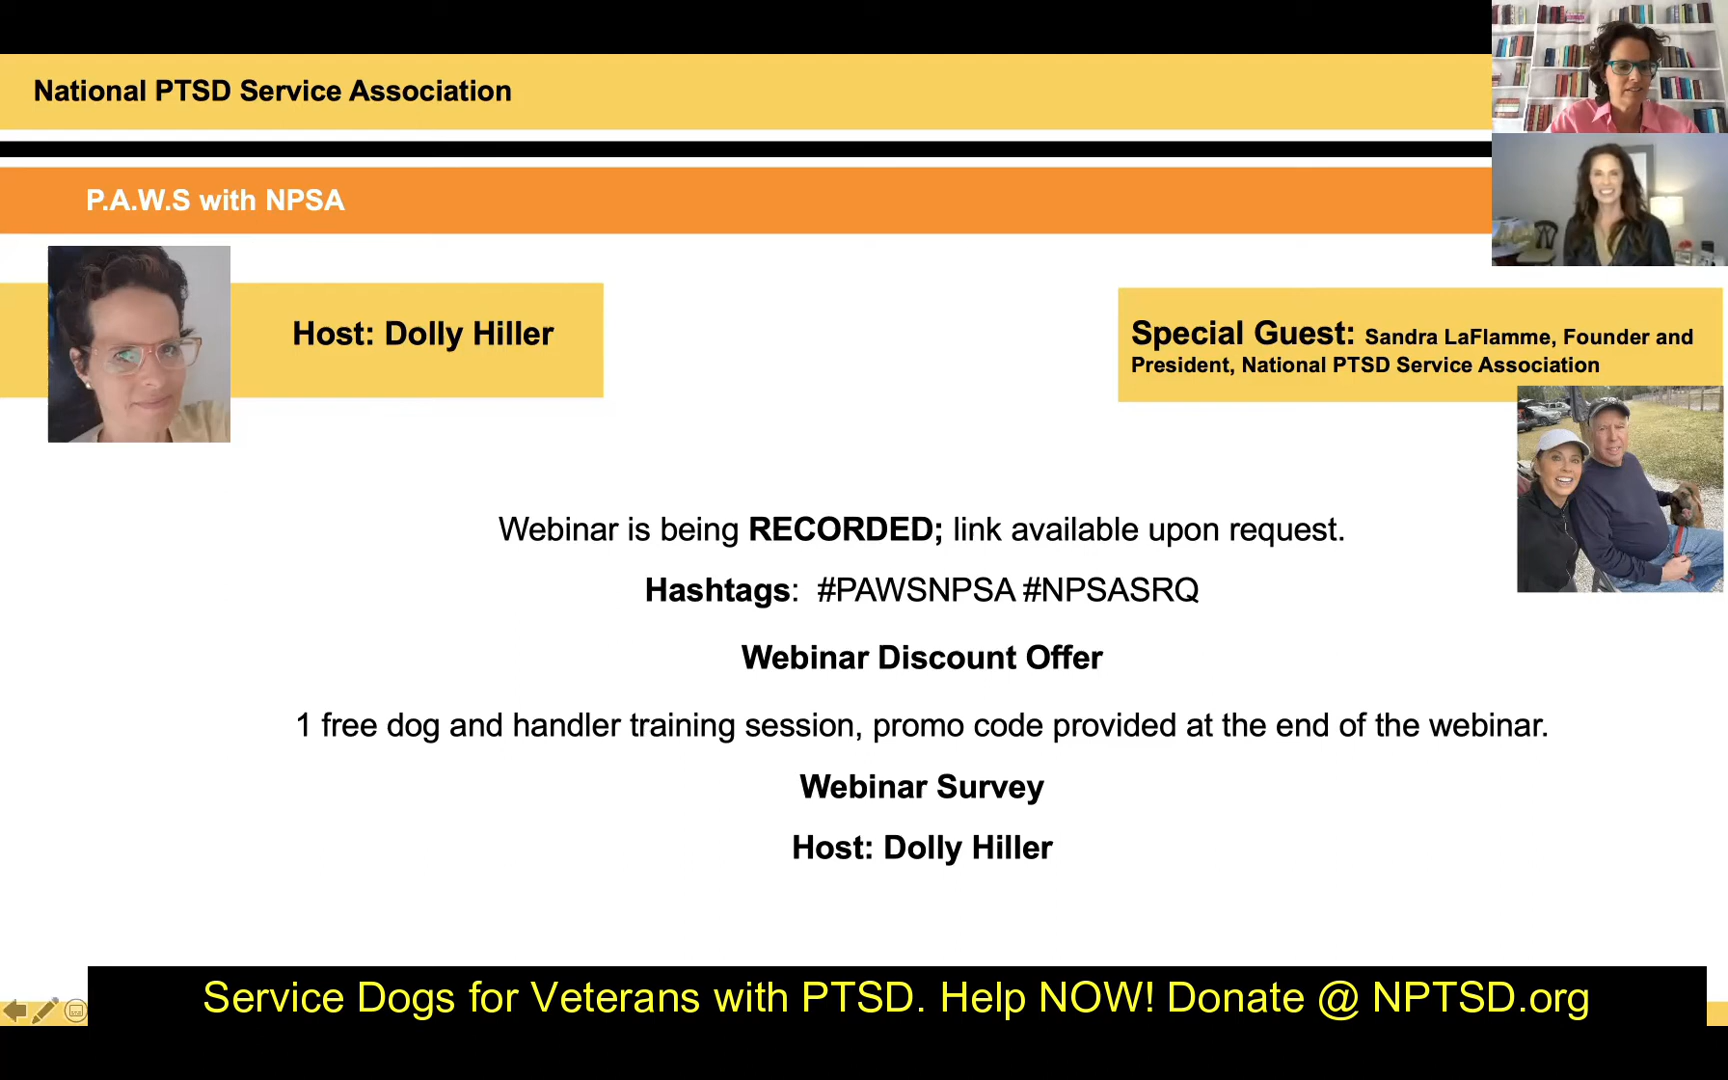 National PTSD Service Association
P.A.W.S with NPSA
Host: Dolly Hiller
Special Guest: Sandra LaFlamme, Founder and
President, National PTSD Service Association
Webinar is being RECORDED; link available upon request.
Hashtags:  #PAWSNPSA #NPSASRQ
Webinar Discount Offer
1 free dog and handler training session, promo code provided at the end of the webinar.
Webinar Survey
Host: Dolly Hiller
Service Dogs for Veterans with PTSD. Help NOW! Donate @ NPTSD.org